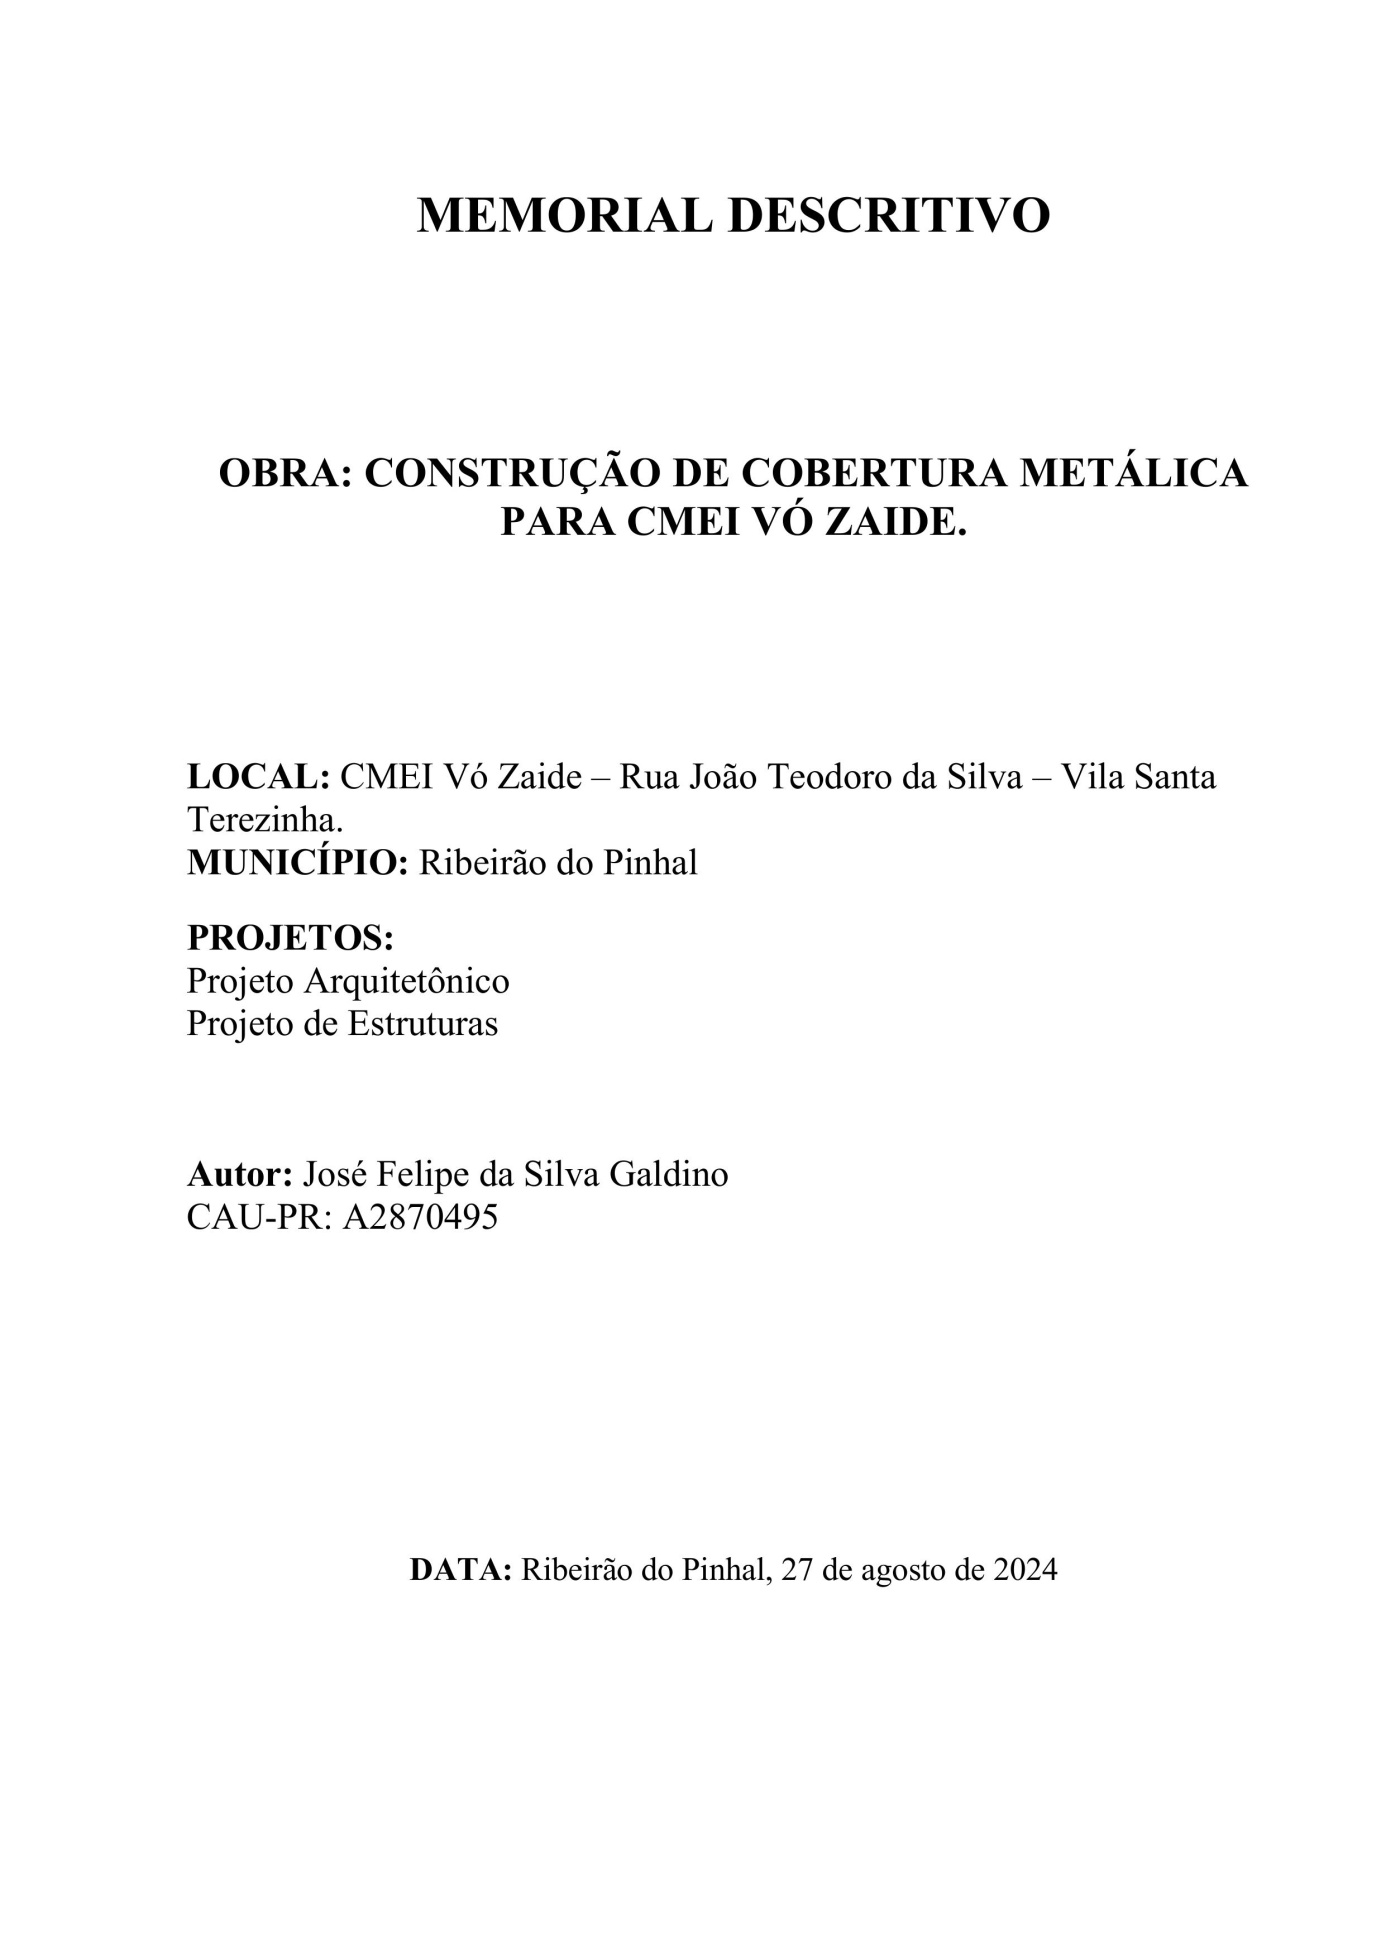 MEMORIAL DESCRITIVO
OBRA: CONSTRUÇÃO DE COBERTURA METÁLICA
PARA CMEI VÓ ZAIDE.
LOCAL: CMEI Vó Zaide – Rua João Teodoro da Silva – Vila Santa
Terezinha.
MUNICÍPIO: Ribeirão do Pinhal
PROJETOS:
Projeto Arquitetônico
Projeto de Estruturas
Autor: José Felipe da Silva Galdino
CAU-PR: A2870495
DATA: Ribeirão do Pinhal, 27 de agosto de 2024